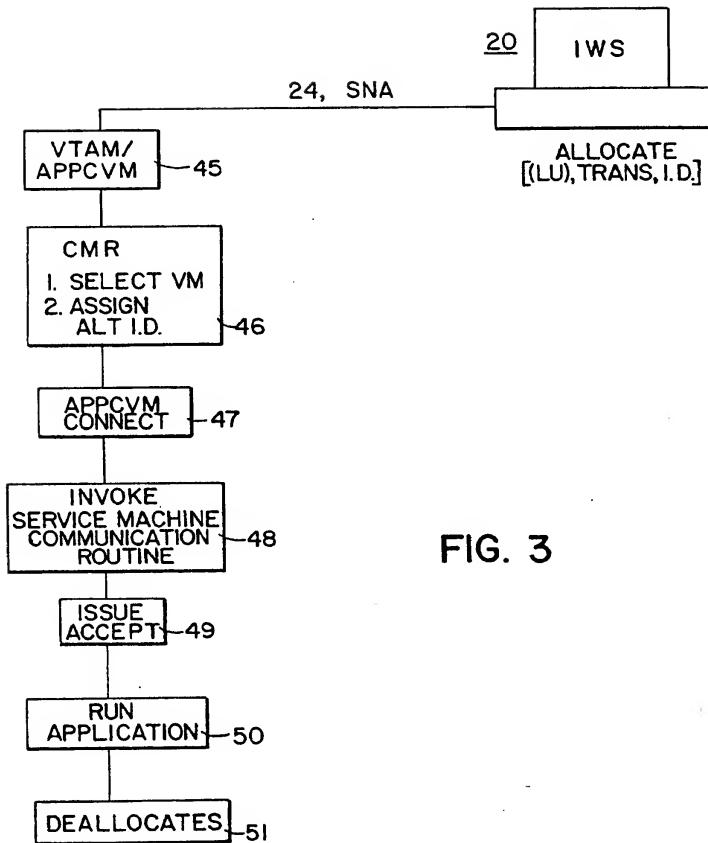 20
IWS
24, SNA
ALLOCATE
[(LU), TRANS, I.D.]
VTAM/
APPCVM
45
CMR
1. SELECT VM
2. ASSIGN
ALT I.D.
46
APPCVM
CONNECT
47
INVOKE
SERVICE MACHINE
COMMUNICATION
ROUTINE
48
FIG. 3
ISSUE
ACCEPT
49
RUN
APPLICATION
50
DEALLOCATES
51